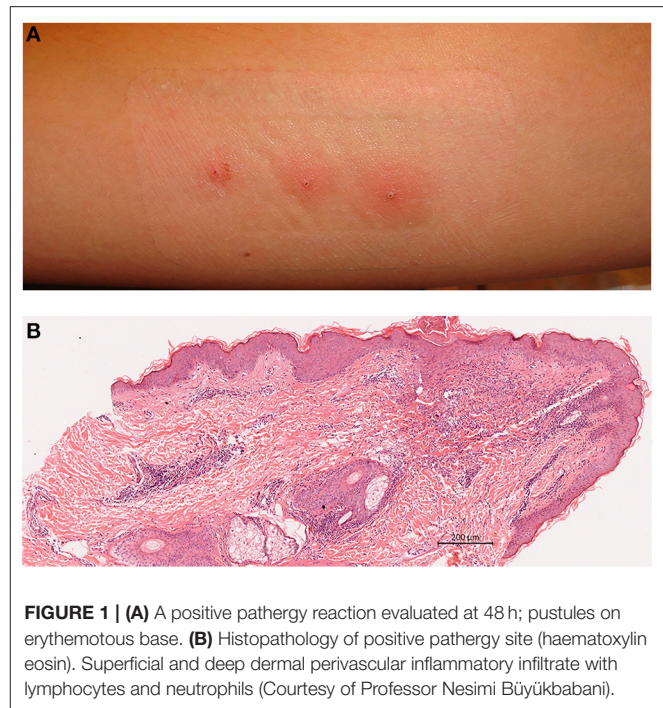 A
B
200 µm
FIGURE 1 | (A) A positive pathergy reaction evaluated at 48 h; pustules on
erythemotous base. (B) Histopathology of positive pathergy site (haematoxylin
eosin). Superficial and deep dermal perivascular inflammatory infiltrate with
lymphocytes and neutrophils (Courtesy of Professor Nesimi Büyükbabani).